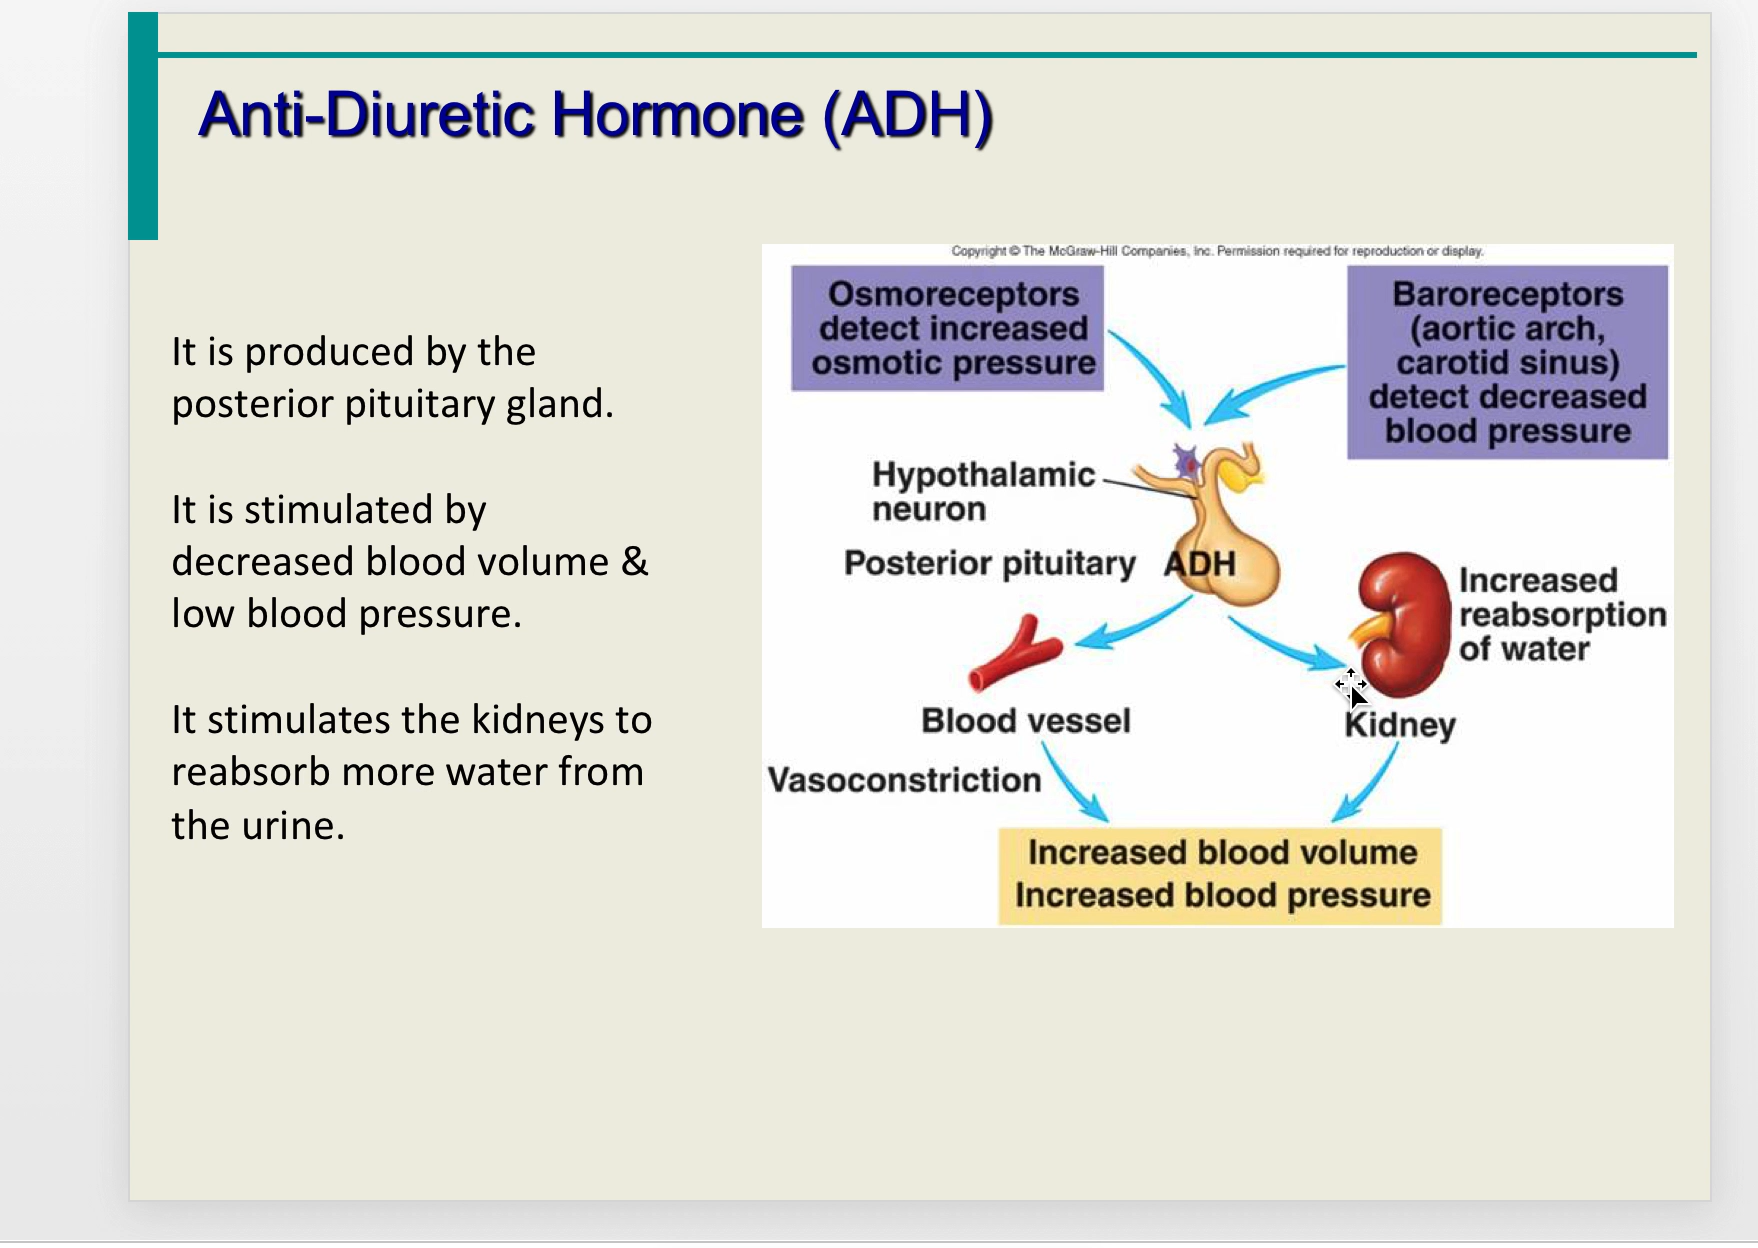 Anti-Diuretic Hormone (ADH)
It is produced by the
posterior pituitary gland.
It is stimulated by
decreased blood volume &
low blood pressure.
It stimulates the kidneys to
reabsorb more water from
the urine.
Copyright © The McGraw-Hill Companies, Inc. Permission required for reproduction or display.
Osmoreceptors
detect increased
osmotic pressure
Baroreceptors
(aortic arch,
carotid sinus)
detect decreased
blood pressure
Hypothalamic
neuron
Posterior pituitary
ADH
Increased
reabsorption
of water
Blood vessel
Kidney
Vasoconstriction
Increased blood volume
Increased blood pressure